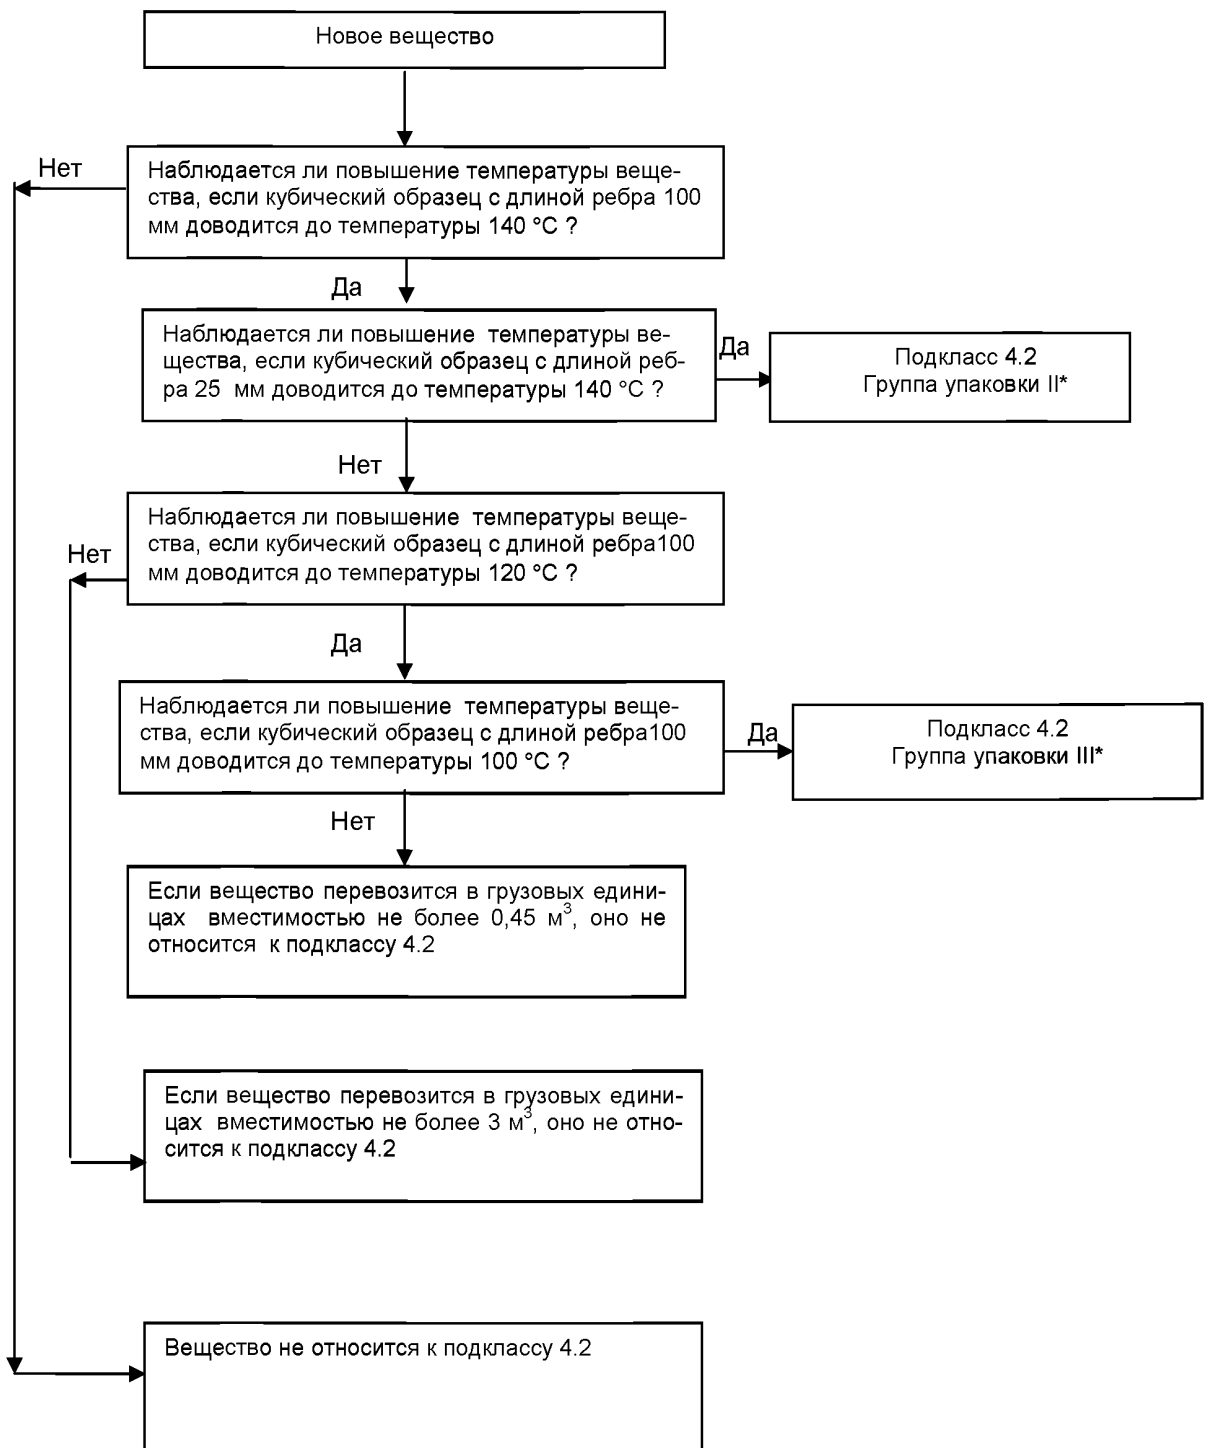 Новое вещество
Нет
Наблюдается ли повышение температуры веще-
ства, если кубический образец с длиной ребра 100
мм доводится до температуры 140 °С ?
Да
Наблюдается ли повышение температуры ве-
щества, если кубический образец с длиной реб-
ра 25 мм доводится до температуры 140 °С ?
Да
Подкласс 4.2
Группа упаковки II*
Нет
Наблюдается ли повышение температуры веще-
ства, если кубический образец с длиной ребра100
мм доводится до температуры 120 °С ?
Нет
Да
Наблюдается ли повышение температуры веще-
ства, если кубический образец с длиной ребра100
мм доводится до температуры 100 °С ?
Да
Подкласс 4.2
Группа упаковки III*
Нет
Если вещество перевозится в грузовых едини-
цах вместимостью не более 0,45 м³, оно не
относится к подклассу 4.2
Если вещество перевозится в грузовых едини-
цах вместимостью не более 3 м³, оно не отно-
сится к подклассу 4.2
Вещество не относится к подклассу 4.2